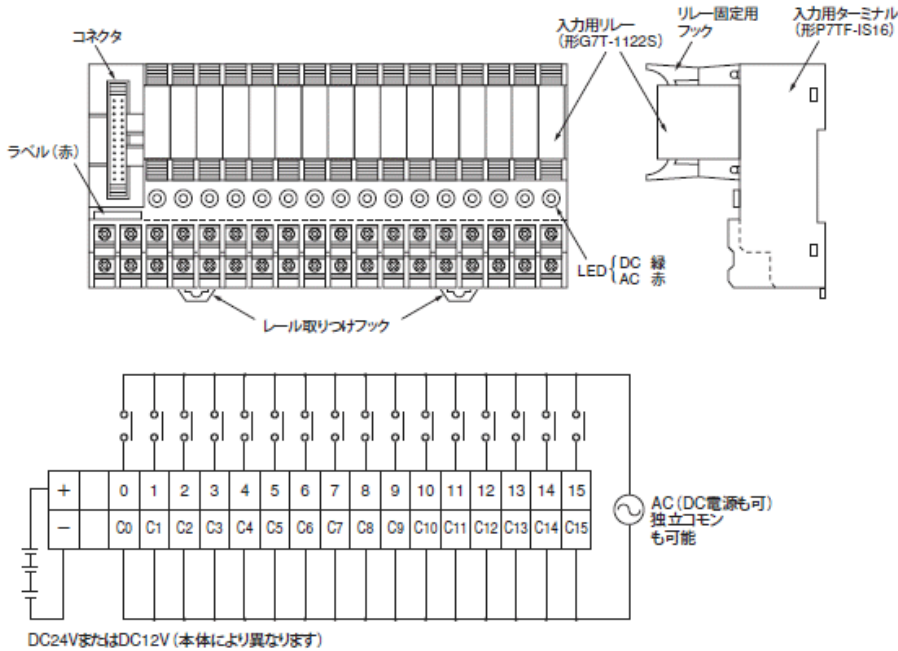 コネクタ
入力用リレー
（形G7T-1122S）
リレー固定用
フック
入力用ターミナル
（形P7TF-IS16）
ラベル（赤）
LED
DC 緑
AC 赤
レール取りつけフック
+ 0 1 2 3 4 5 6 7 8 9 10 11 12 13 14 15
− C0 C1 C2 C3 C4 C5 C6 C7 C8 C9 C10 C11 C12 C13 C14 C15
AC（DC電源も可）
独立コモン
も可能
DC24VまたはDC12V（本体により異なります）